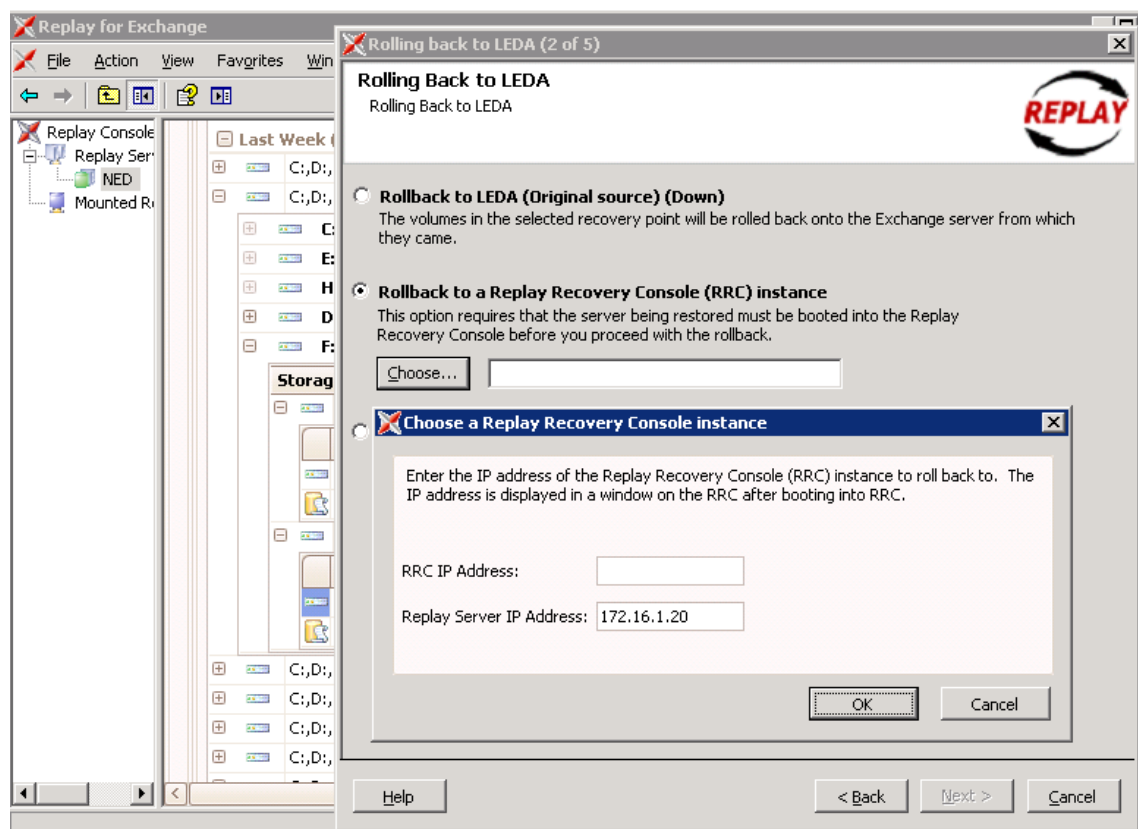 Replay for Exchange
File Action View Favorites Win
Replay Console
Replay Ser
NED
Mounted R
Last Week (
C:,D:,
C:,D:,
C:
E:
H
D
F:
Storag
C:,D:,
C:,D:,
C:,D:,
C:,D:,
Rolling back to LEDA (2 of 5)
Rolling Back to LEDA
Rolling Back to LEDA
REPLAY
Rollback to LEDA (Original source) (Down)
The volumes in the selected recovery point will be rolled back onto the Exchange server from which
they came.
Rollback to a Replay Recovery Console (RRC) instance
This option requires that the server being restored must be booted into the Replay
Recovery Console before you proceed with the rollback.
Choose...
Choose a Replay Recovery Console instance
Enter the IP address of the Replay Recovery Console (RRC) instance to roll back to. The
IP address is displayed in a window on the RRC after booting into RRC.
RRC IP Address:
Replay Server IP Address: 172.16.1.20
OK Cancel
Help < Back Next > Cancel